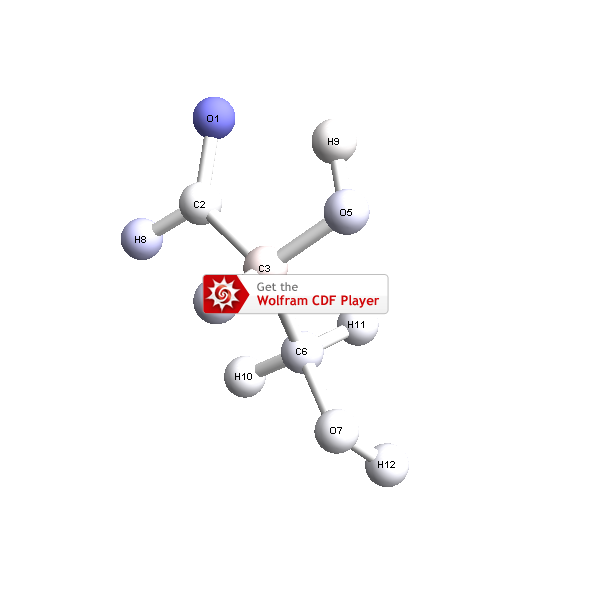 O1
H9
C2
O5
H8
C3
Get the
Wolfram CDF Player
H11
C6
H10
O7
H12